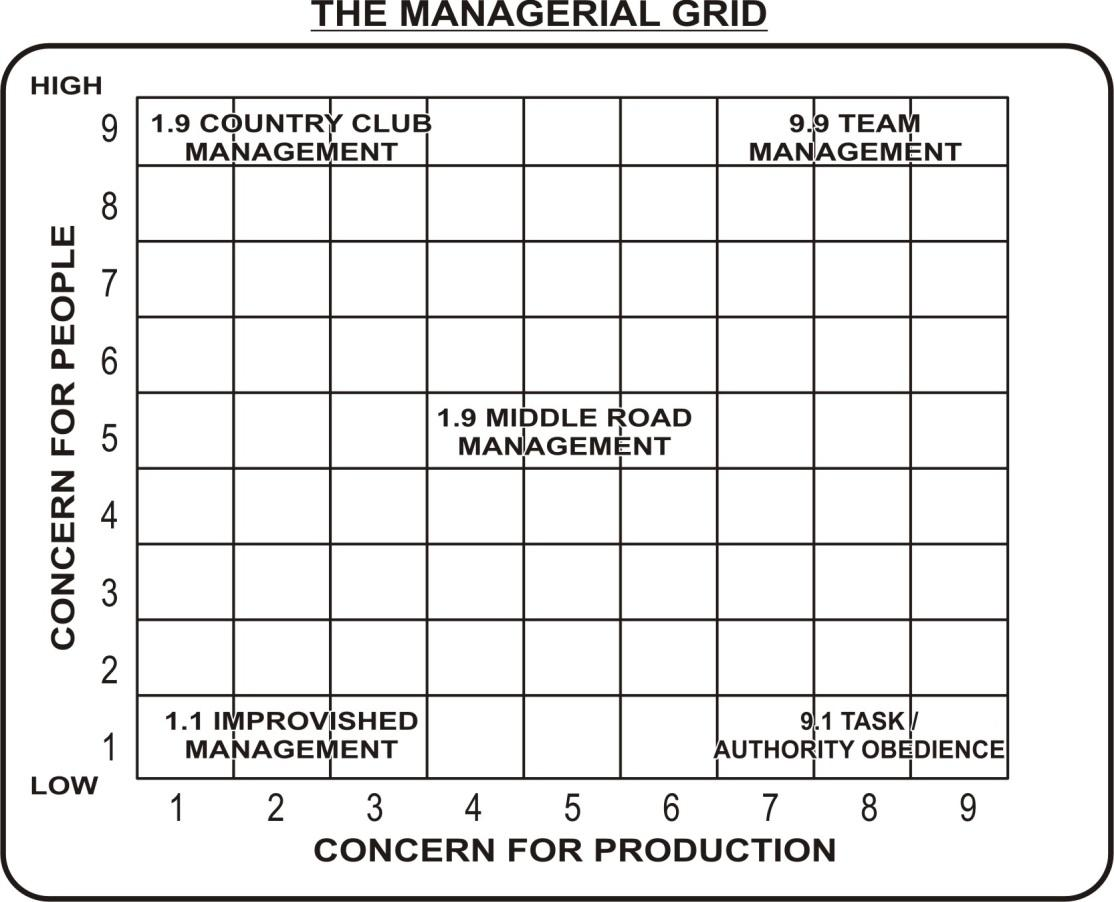 THE MANAGERIAL GRID
HIGH
9
1.9 COUNTRY CLUB
MANAGEMENT
9.9 TEAM
MANAGEMENT
8
7
6
5
1.9 MIDDLE ROAD
MANAGEMENT
4
3
2
1
1.1 IMPROVISHED
MANAGEMENT
9.1 TASK /
AUTHORITY OBEDIENCE
LOW
CONCERN FOR PEOPLE
1 2 3 4 5 6 7 8 9
CONCERN FOR PRODUCTION